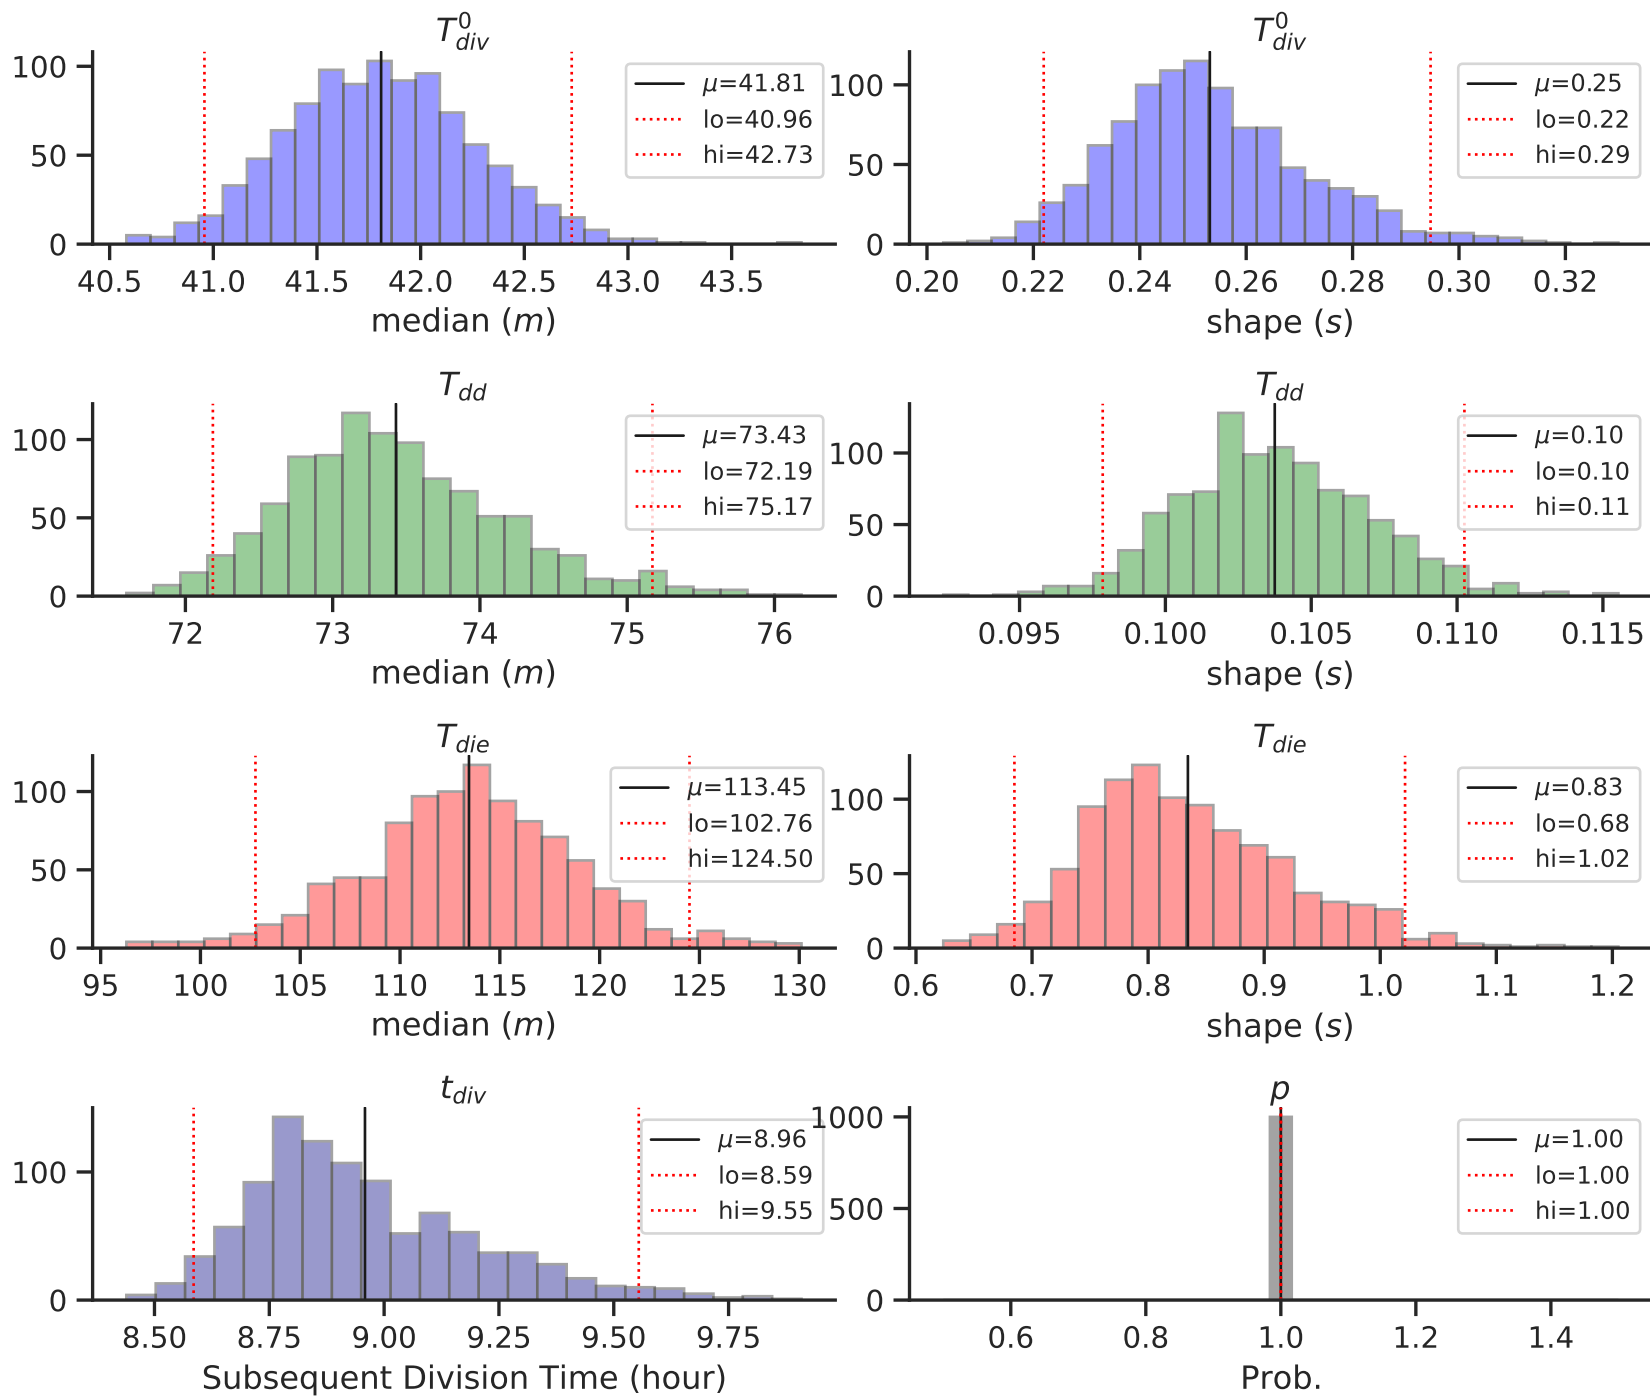 T⁰div
100
50
0
μ=41.81
lo=40.96
hi=42.73
40.5 41.0 41.5 42.0 42.5 43.0 43.5
median (m)
T⁰div
100
50
0
μ=0.25
lo=0.22
hi=0.29
0.20 0.22 0.24 0.26 0.28 0.30 0.32
shape (s)
Tdd
100
50
0
μ=73.43
lo=72.19
hi=75.17
72 73 74 75 76
median (m)
Tdd
100
50
0
μ=0.10
lo=0.10
hi=0.11
0.095 0.100 0.105 0.110 0.115
shape (s)
Tdie
100
50
0
μ=113.45
lo=102.76
hi=124.50
95 100 105 110 115 120 125 130
median (m)
Tdie
100
50
0
μ=0.83
lo=0.68
hi=1.02
0.6 0.7 0.8 0.9 1.0 1.1 1.2
shape (s)
tdiv
100
0
μ=8.96
lo=8.59
hi=9.55
8.50 8.75 9.00 9.25 9.50 9.75
Subsequent Division Time (hour)
p
1000
500
0
μ=1.00
lo=1.00
hi=1.00
0.6 0.8 1.0 1.2 1.4
Prob.